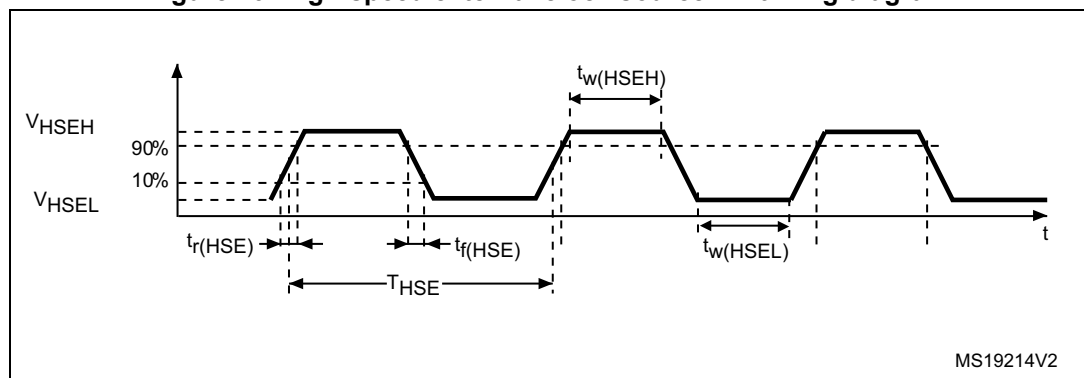 tw(HSEH)
VHSEH
90%
10%
VHSEL
tr(HSE)
tf(HSE)
tw(HSEL)
t
THSE
MS19214V2